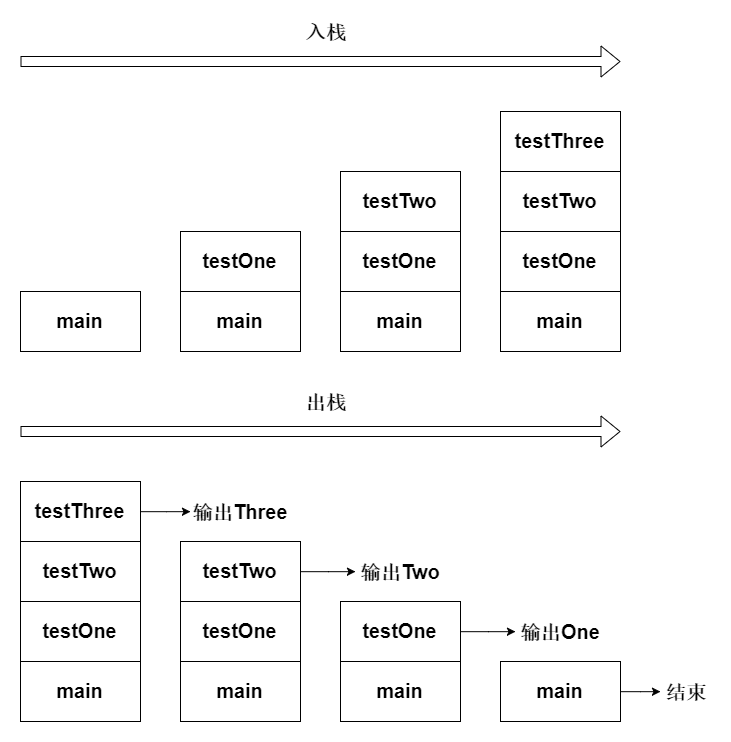 入栈
testThree
testTwo testTwo
testOne testOne testOne
main main main main
出栈
testThree 输出Three
testTwo testTwo 输出Two
testOne testOne testOne 输出One
main main main main 结束